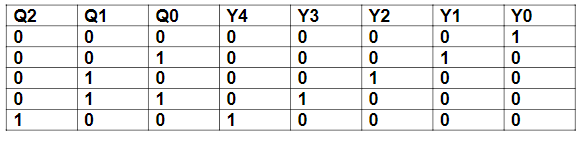 Q2 Q1 Q0 Y4 Y3 Y2 Y1 Y0
0 0 0 0 0 0 0 1
0 0 1 0 0 0 1 0
0 1 0 0 0 1 0 0
0 1 1 0 1 0 0 0
1 0 0 1 0 0 0 0